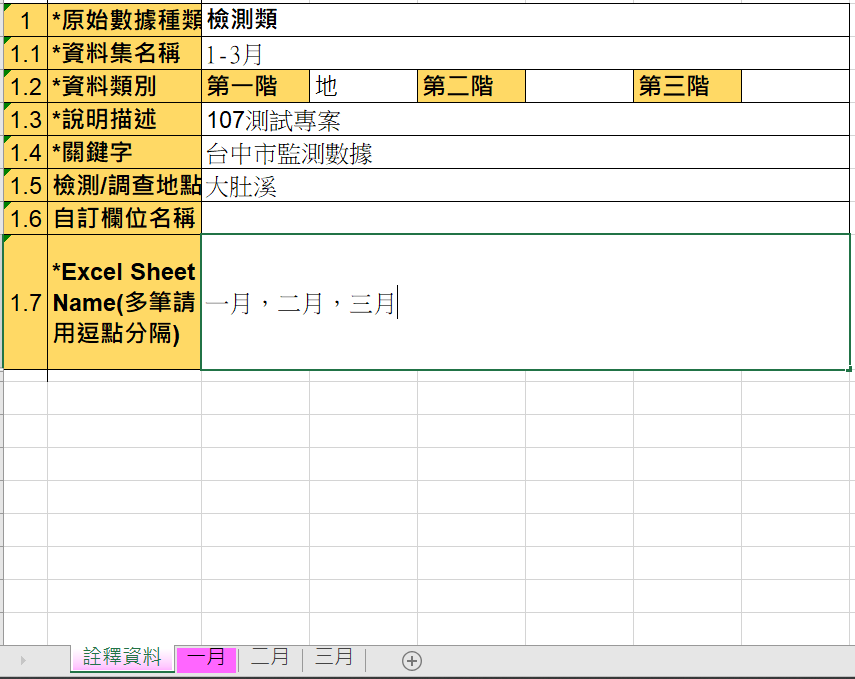 1 *原始數據種類 檢測類
1.1 *資料集名稱 1-3月
1.2 *資料類別 第一階 地 第二階 第三階
1.3 *說明描述 107測試專案
1.4 *關鍵字 台中市監測數據
1.5 檢測/調查地點 大肚溪
1.6 自訂欄位名稱
*Excel Sheet
1.7 Name(多筆請 一月，二月，三月
用逗點分隔)
詮釋資料 一月 二月 三月